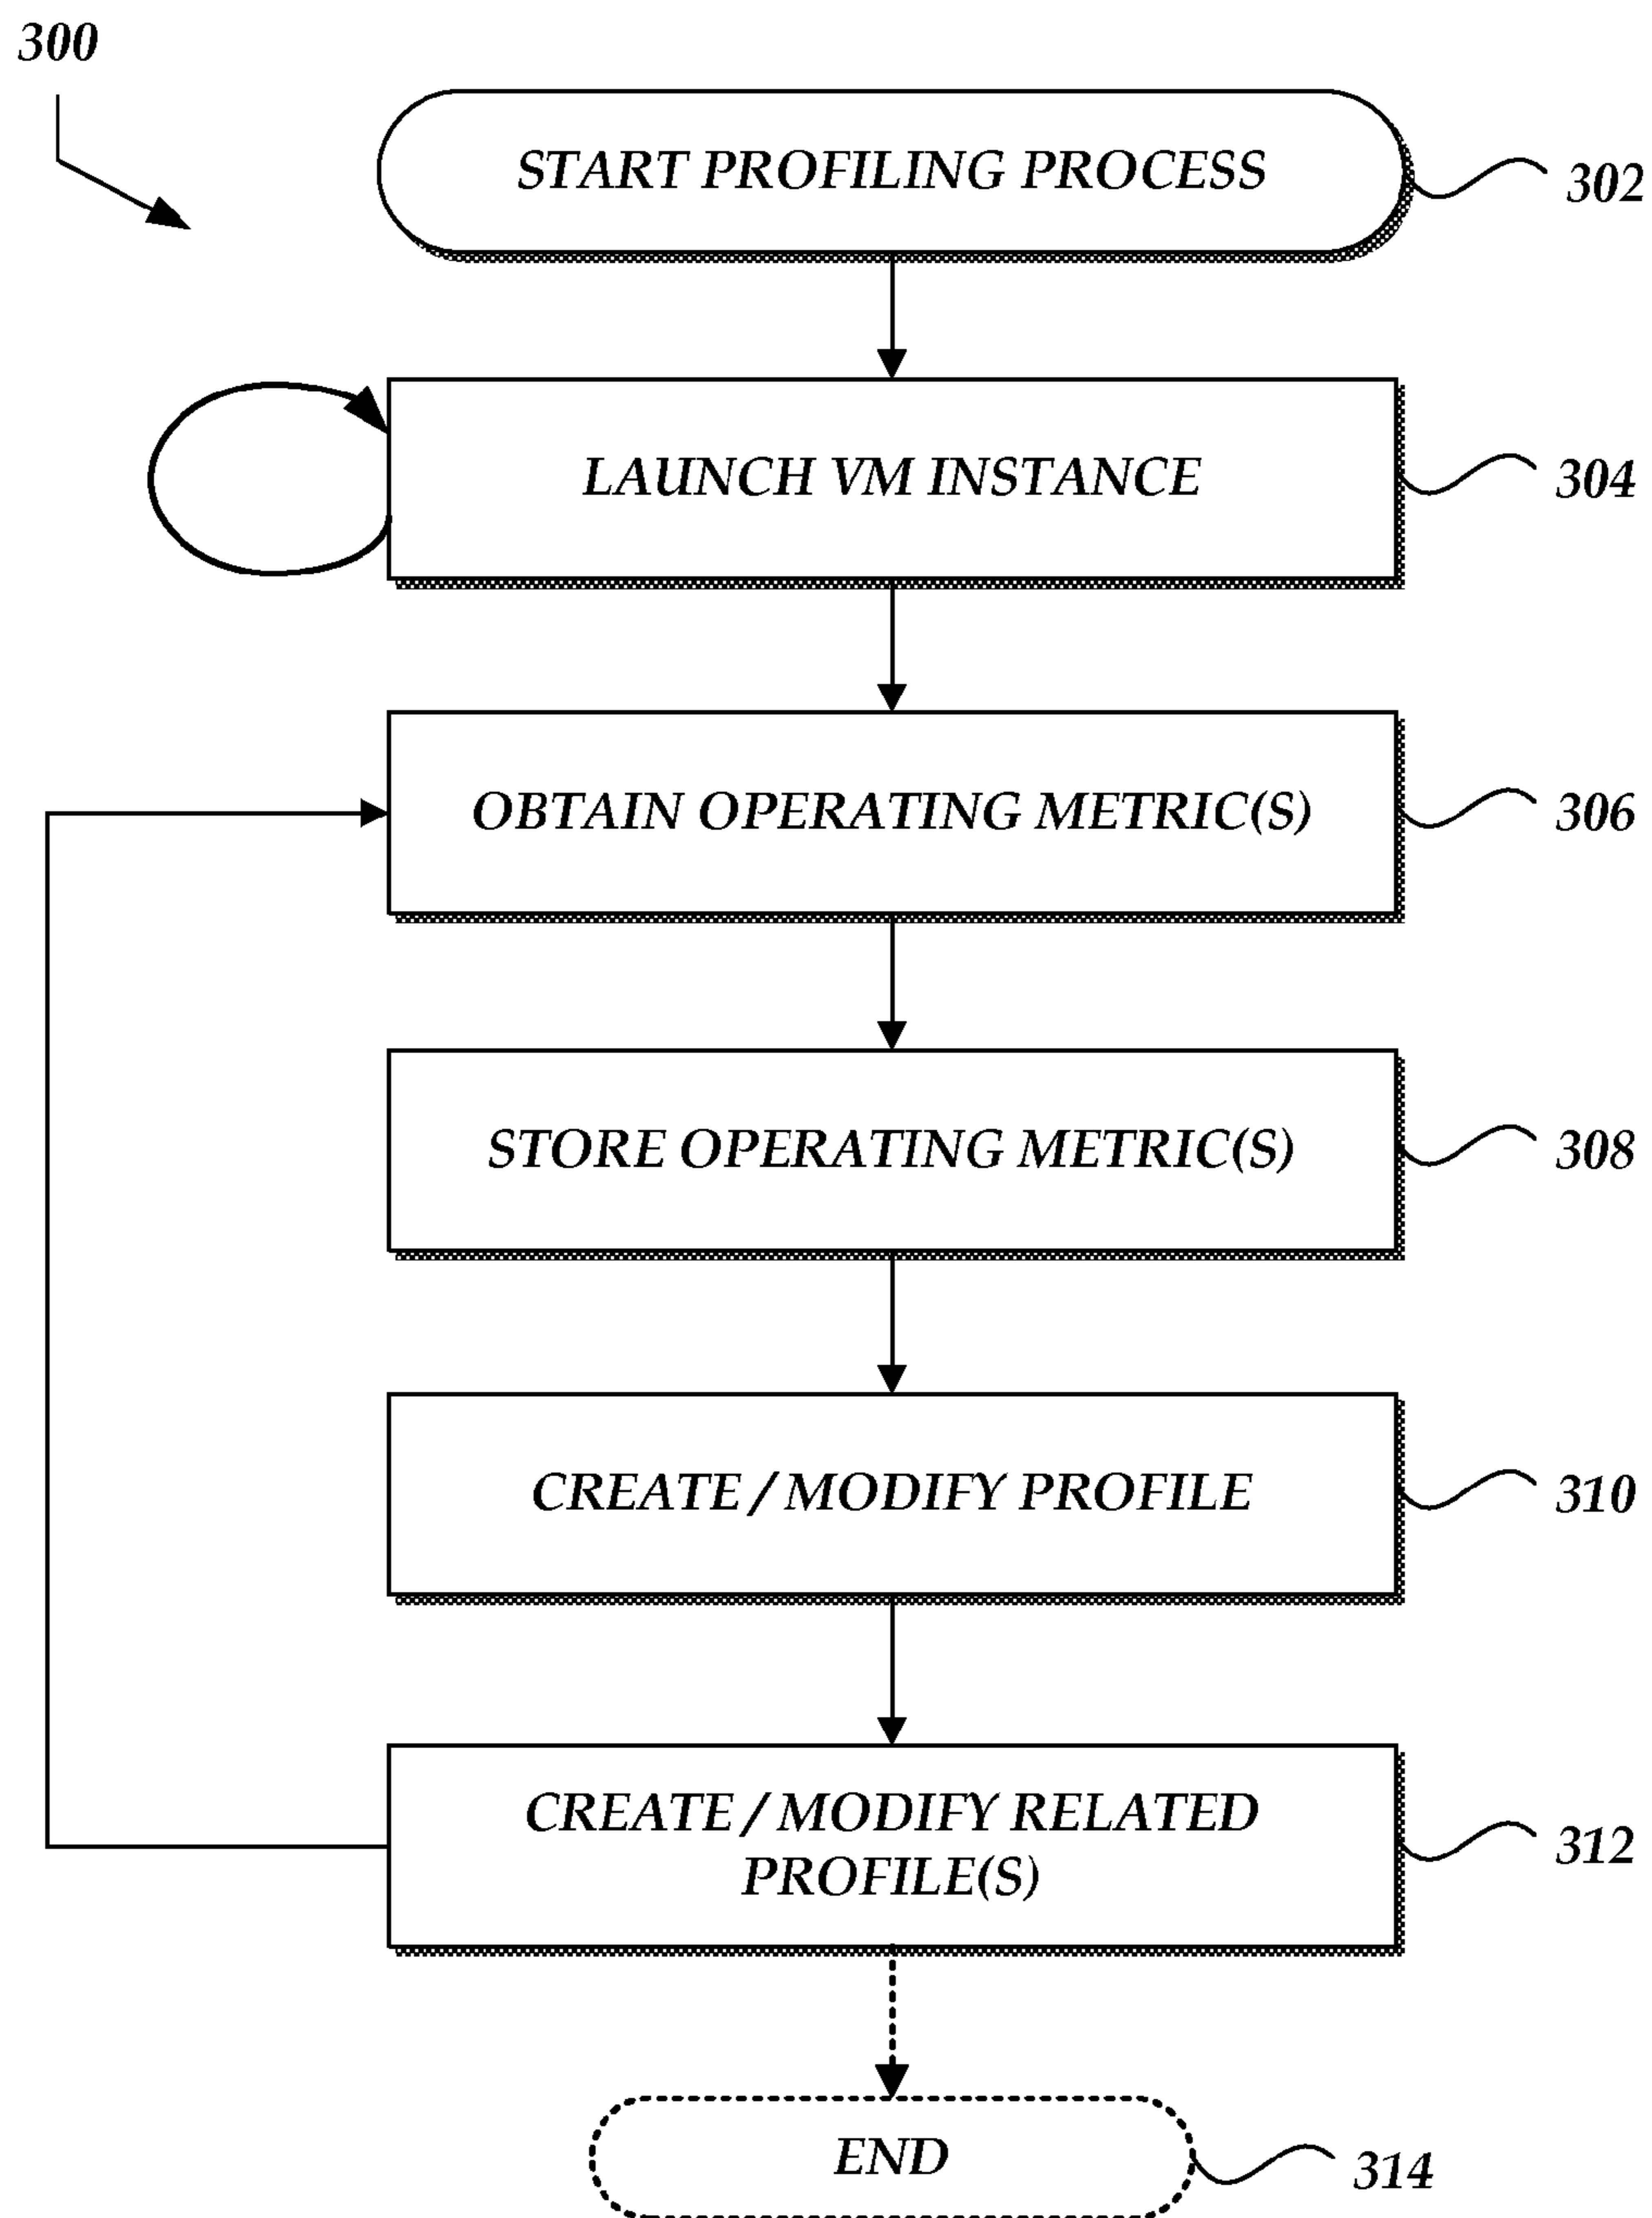 300
START PROFILING PROCESS
302
LAUNCH VM INSTANCE
304
OBTAIN OPERATING METRIC(S)
306
STORE OPERATING METRIC(S)
308
CREATE / MODIFY PROFILE
310
CREATE / MODIFY RELATED
PROFILE(S)
312
END
314